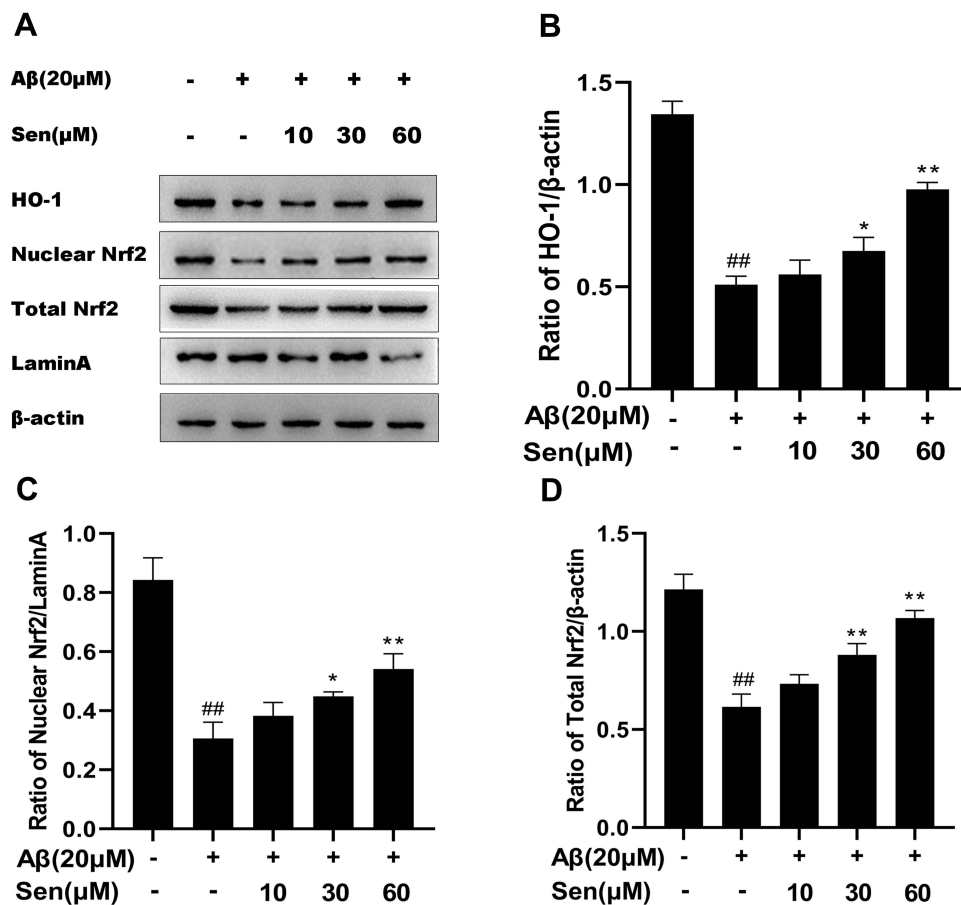 A
Aβ(20μM) - + + + +
Sen(μM) - - 10 30 60
HO-1
Nuclear Nrf2
Total Nrf2
LaminA
β-actin
B
Ratio of HO-1/β-actin
1.5
1.0
0.5
0.0
##
*
**
Aβ(20μM) - + + + +
Sen(μM) - - 10 30 60
C
Ratio of Nuclear Nrf2/LaminA
1.0
0.8
0.6
0.4
0.2
0.0
##
*
**
Aβ(20μM) - + + + +
Sen(μM) - - 10 30 60
D
Ratio of Total Nrf2/β-actin
1.5
1.0
0.5
0.0
##
**
**
Aβ(20μM) - + + + +
Sen(μM) - - 10 30 60